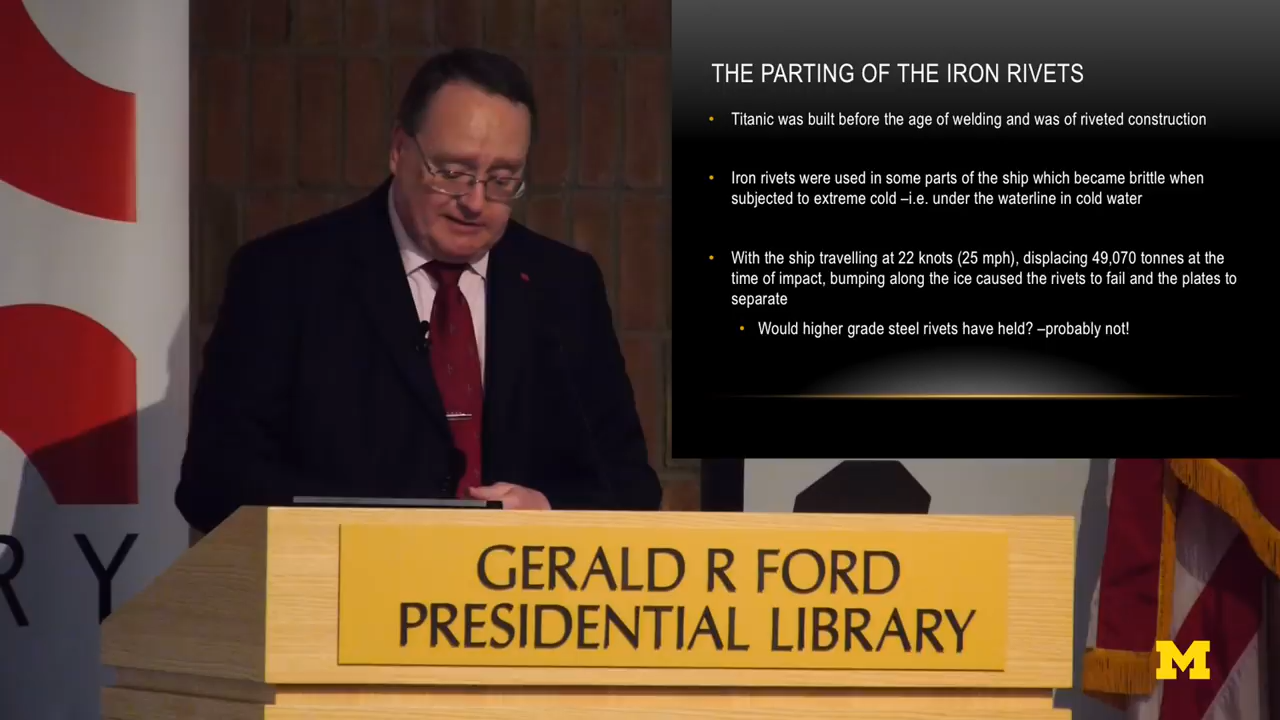 THE PARTING OF THE IRON RIVETS
• Titanic was built before the age of welding and was of riveted construction
• Iron rivets were used in some parts of the ship which became brittle when
subjected to extreme cold –i.e. under the waterline in cold water
• With the ship travelling at 22 knots (25 mph), displacing 49,070 tonnes at the
time of impact, bumping along the ice caused the rivets to fail and the plates to
separate
• Would higher grade steel rivets have held? –probably not!
RY
GERALD R FORD
PRESIDENTIAL LIBRARY
M